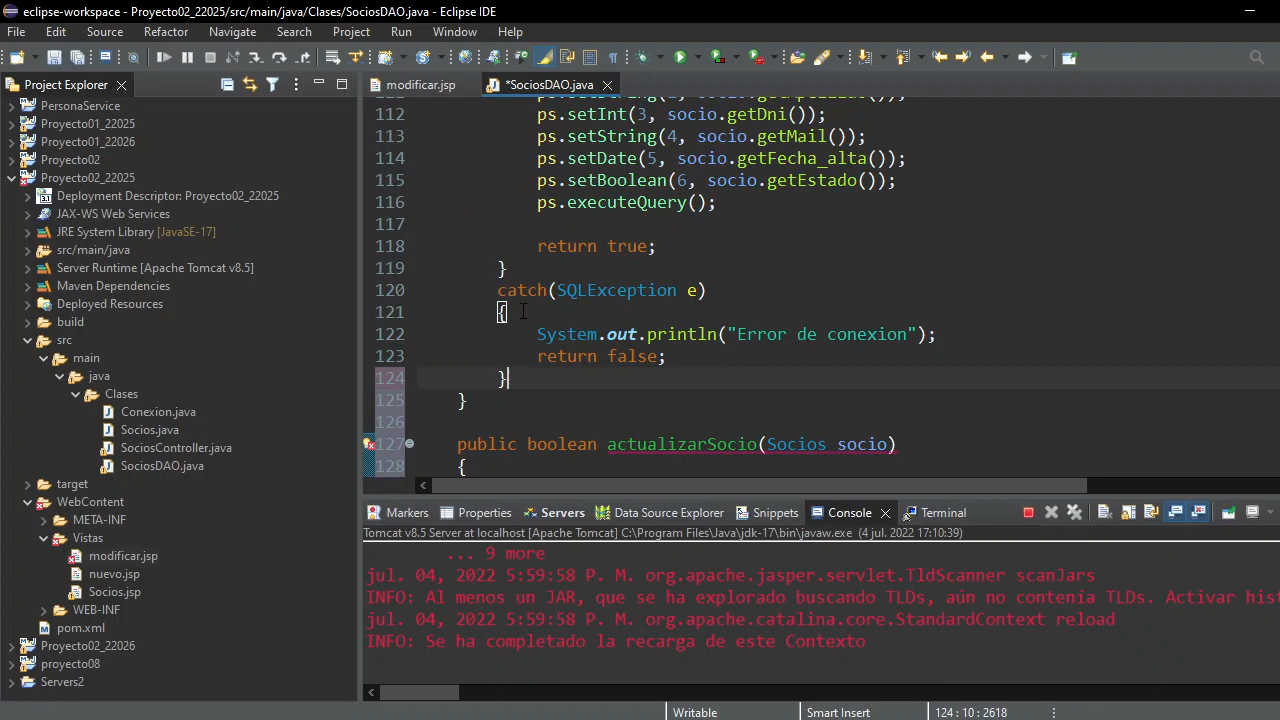 eclipse-workspace - Proyecto02_22025/src/main/java/Clases/SociosDAO.java - Eclipse IDE
File Edit Source Refactor Navigate Search Project Run Window Help
Project Explorer
modificar.jsp
*SociosDAO.java
PersonaService
Proyecto01_22025
Proyecto01_22026
Proyecto02
Proyecto02_22025
Deployment Descriptor: Proyecto02_22025
JAX-WS Web Services
JRE System Library [JavaSE-17]
src/main/java
Server Runtime [Apache Tomcat v8.5]
Maven Dependencies
Deployed Resources
build
src
main
java
Clases
Conexion.java
Socios.java
SociosController.java
SociosDAO.java
target
WebContent
META-INF
Vistas
modificar.jsp
nuevo.jsp
Socios.jsp
WEB-INF
pom.xml
Proyecto02_22026
proyecto08
Servers2
112 ps.setInt(3, socio.getDni());
113 ps.setString(4, socio.getMail());
114 ps.setDate(5, socio.getFecha_alta());
115 ps.setBoolean(6, socio.getEstado());
116 ps.executeQuery();
117
118 return true;
119 }
120 catch(SQLException e)
121 {
122 System.out.println("Error de conexion");
123 return false;
124 }
125 }
126
127 public boolean actualizarSocio(Socios socio)
128 {
Markers Properties Servers Data Source Explorer Snippets Console Terminal
Tomcat v8.5 Server at localhost [Apache Tomcat] C:\Program Files\Java\jdk-17\bin\javaw.exe (4 jul. 2022 17:10:39)
... 9 more
jul. 04, 2022 5:59:58 P. M. org.apache.jasper.servlet.TldScanner scanJars
INFO: Al menos un JAR, que se ha explorado buscando TLDs, aún no contenía TLDs. Activar hist
jul. 04, 2022 5:59:58 P. M. org.apache.catalina.core.StandardContext reload
INFO: Se ha completado la recarga de este Contexto
Writable
Smart Insert
124 : 10 : 2618